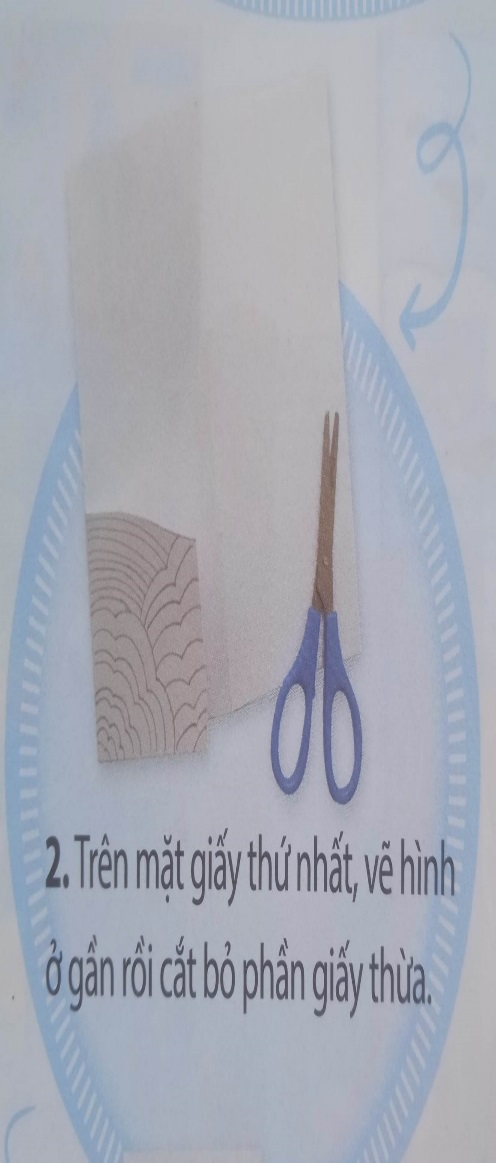 2. Trên mặt giấy thứ nhất, vẽ hình
ở gần rồi cắt bỏ phần giấy thừa.